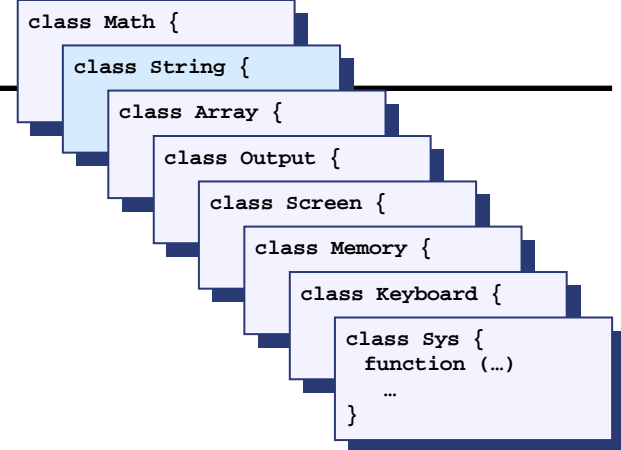 class Math {
class String {
class Array {
class Output {
class Screen {
class Memory {
class Keyboard {
class Sys {
function (…)
…
}